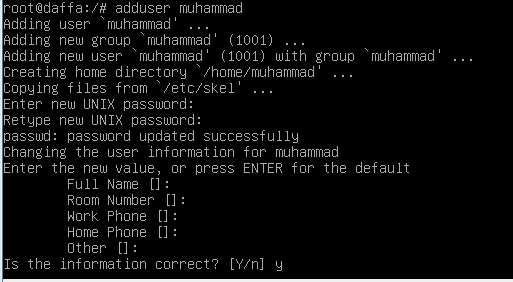 root@daffa:/# adduser muhammad
Adding user `muhammad' ...
Adding new group `muhammad' (1001) ...
Adding new user `muhammad' (1001) with group `muhammad' ...
Creating home directory `/home/muhammad' ...
Copying files from `/etc/skel' ...
Enter new UNIX password:
Retype new UNIX password:
passwd: password updated successfully
Changing the user information for muhammad
Enter the new value, or press ENTER for the default
Full Name []:
Room Number []:
Work Phone []:
Home Phone []:
Other []:
Is the information correct? [Y/n] y